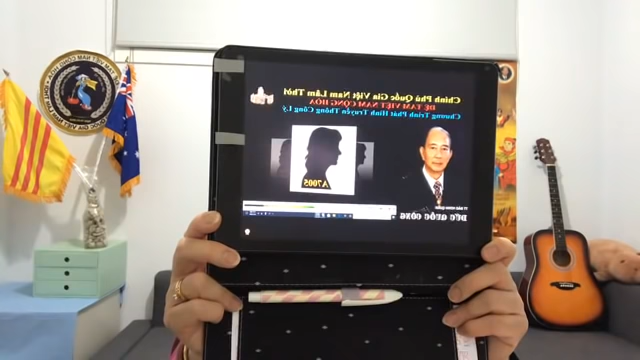 Chính Phủ Quốc Gia Việt Nam Lâm Thời
ĐỆ TAM VIỆT NAM CỘNG HÒA
Chương Trình Phát Hình Truyền Thông Công Lý
A7005
ĐỨC QUỐC CÔNG